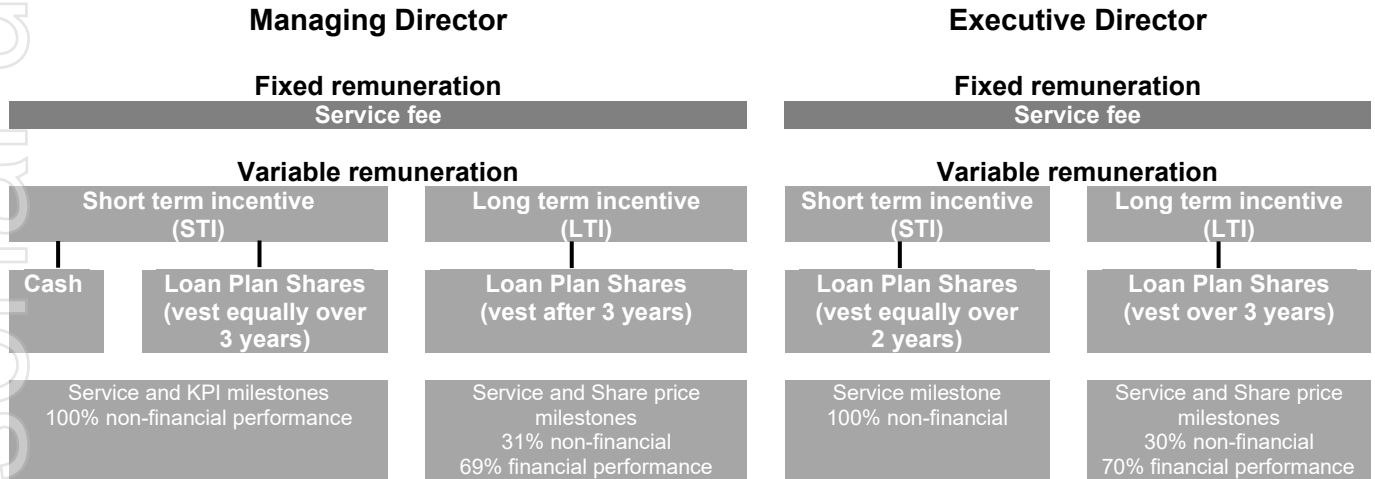 Managing Director
Fixed remuneration
Service fee
Variable remuneration
Short term incentive
(STI)
Long term incentive
(LTI)
Cash
Loan Plan Shares
(vest equally over
3 years)
Loan Plan Shares
(vest after 3 years)
Service and KPI milestones
100% non-financial performance
Service and Share price
milestones
31% non-financial
69% financial performance
Executive Director
Fixed remuneration
Service fee
Variable remuneration
Short term incentive
(STI)
Long term incentive
(LTI)
Loan Plan Shares
(vest equally over
2 years)
Loan Plan Shares
(vest over 3 years)
Service milestone
100% non-financial
Service and Share price
milestones
30% non-financial
70% financial performance